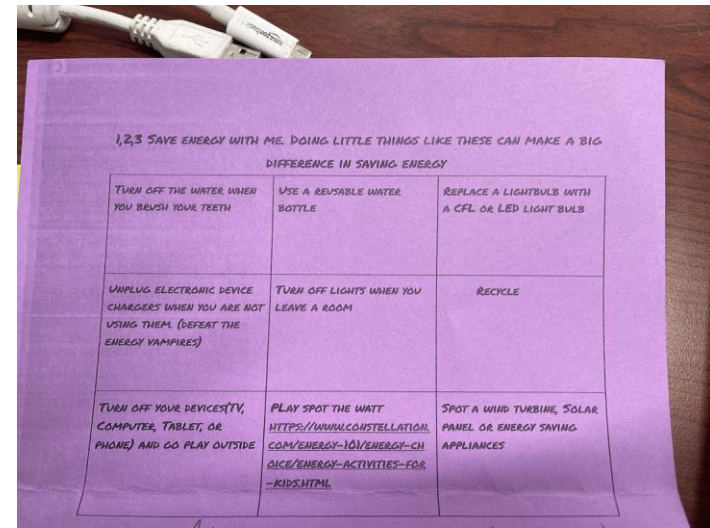 amazonbasics
1,2,3 Save energy with me. Doing little things like these can make a big
difference in saving energy
Turn off the water when
you brush your teeth
Use a reusable water
bottle
Replace a lightbulb with
a CFL or LED light bulb
Unplug electronic device
chargers when you are not
using them. (defeat the
energy vampires)
Turn off lights when you
leave a room
Recycle
Turn off your devices(TV,
Computer, Tablet, or
phone) and go play outside
Play spot the watt
https://www.constellation.
com/energy-101/energy-ch
oice/energy-activities-for
-kids.html
Spot a wind turbine, Solar
panel or energy saving
appliances